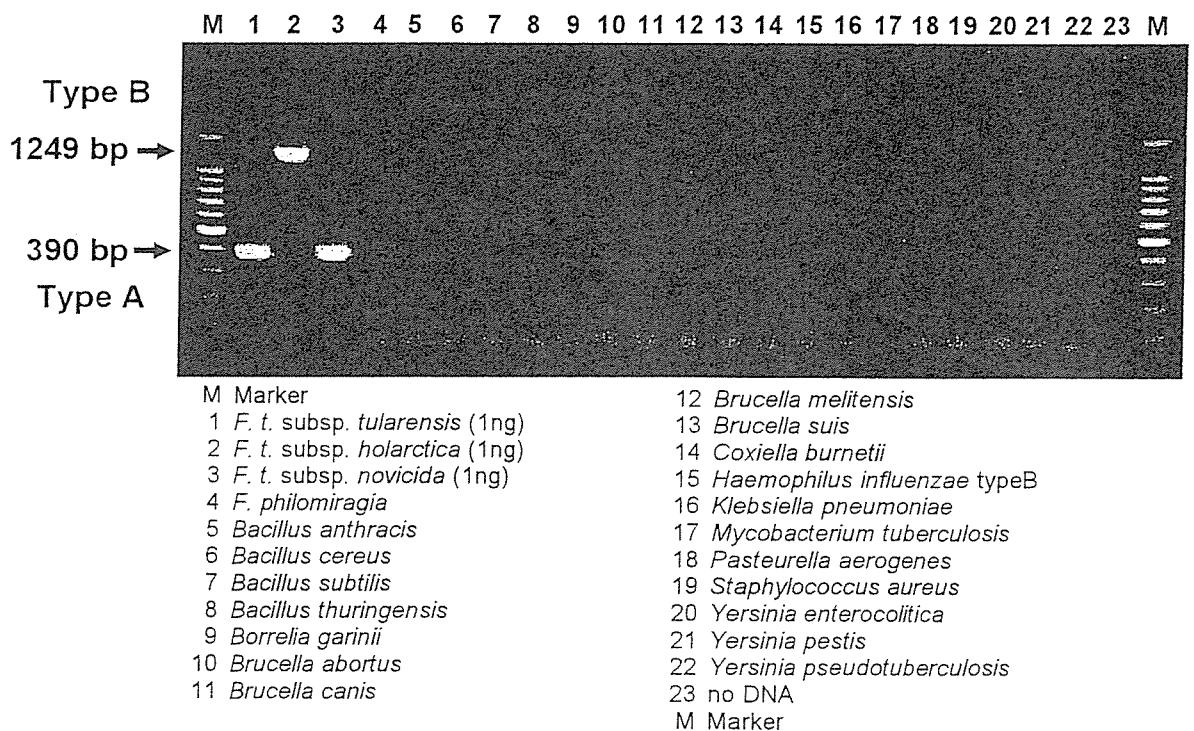 M 1 2 3 4 5 6 7 8 9 10 11 12 13 14 15 16 17 18 19 20 21 22 23 M
Type B
1249 bp
390 bp
Type A
M Marker
1 F. t. subsp. tularensis (1ng)
2 F. t. subsp. holarctica (1ng)
3 F. t. subsp. novicida (1ng)
4 F. philomiragia
5 Bacillus anthracis
6 Bacillus cereus
7 Bacillus subtilis
8 Bacillus thuringensis
9 Borrelia garinii
10 Brucella abortus
11 Brucella canis
12 Brucella melitensis
13 Brucella suis
14 Coxiella burnetii
15 Haemophilus influenzae typeB
16 Klebsiella pneumoniae
17 Mycobacterium tuberculosis
18 Pasteurella aerogenes
19 Staphylococcus aureus
20 Yersinia enterocolitica
21 Yersinia pestis
22 Yersinia pseudotuberculosis
23 no DNA
M Marker